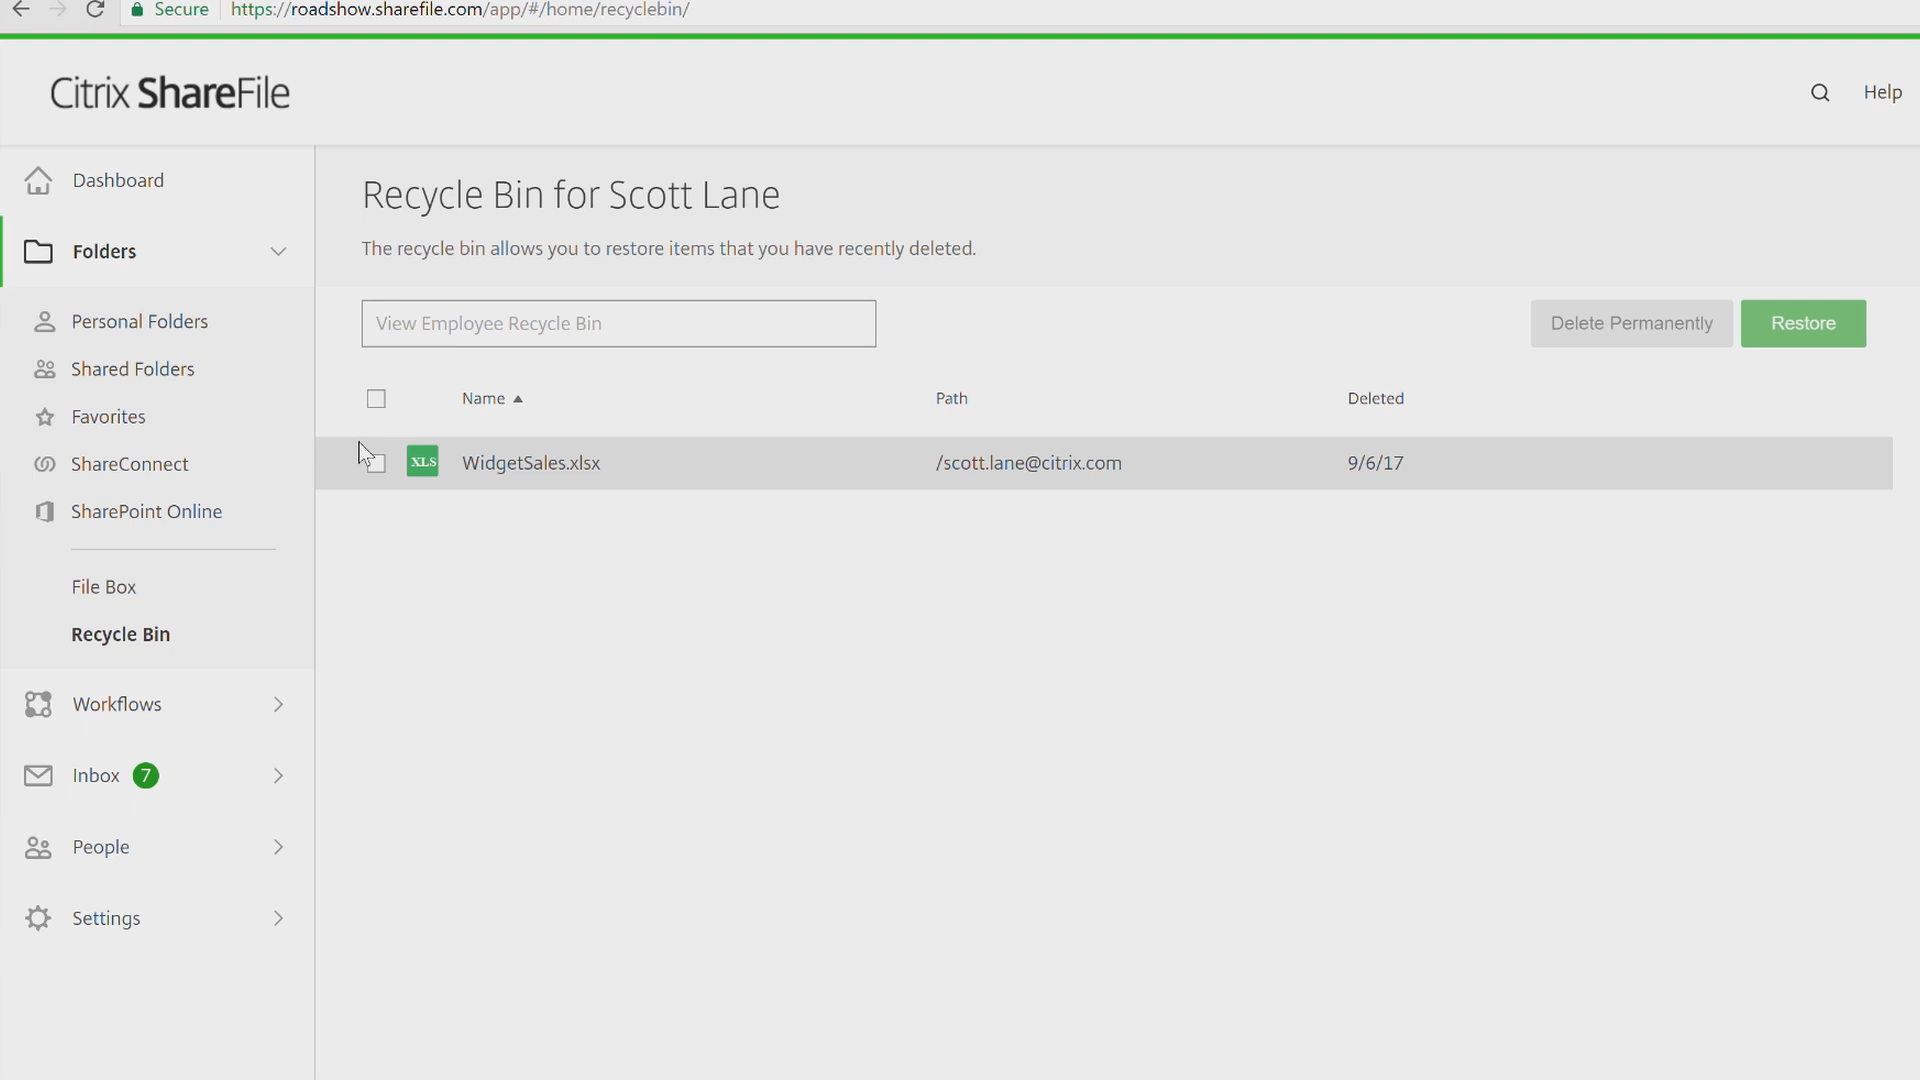 Secure https://roadshow.sharefile.com/app/#/home/recyclebin/
Citrix ShareFile
Help
Dashboard
Folders
Personal Folders
Shared Folders
Favorites
ShareConnect
SharePoint Online
File Box
Recycle Bin
Workflows
Inbox 7
People
Settings
Recycle Bin for Scott Lane
The recycle bin allows you to restore items that you have recently deleted.
View Employee Recycle Bin
Delete Permanently
Restore
Name Path Deleted
XLS WidgetSales.xlsx /scott.lane@citrix.com 9/6/17